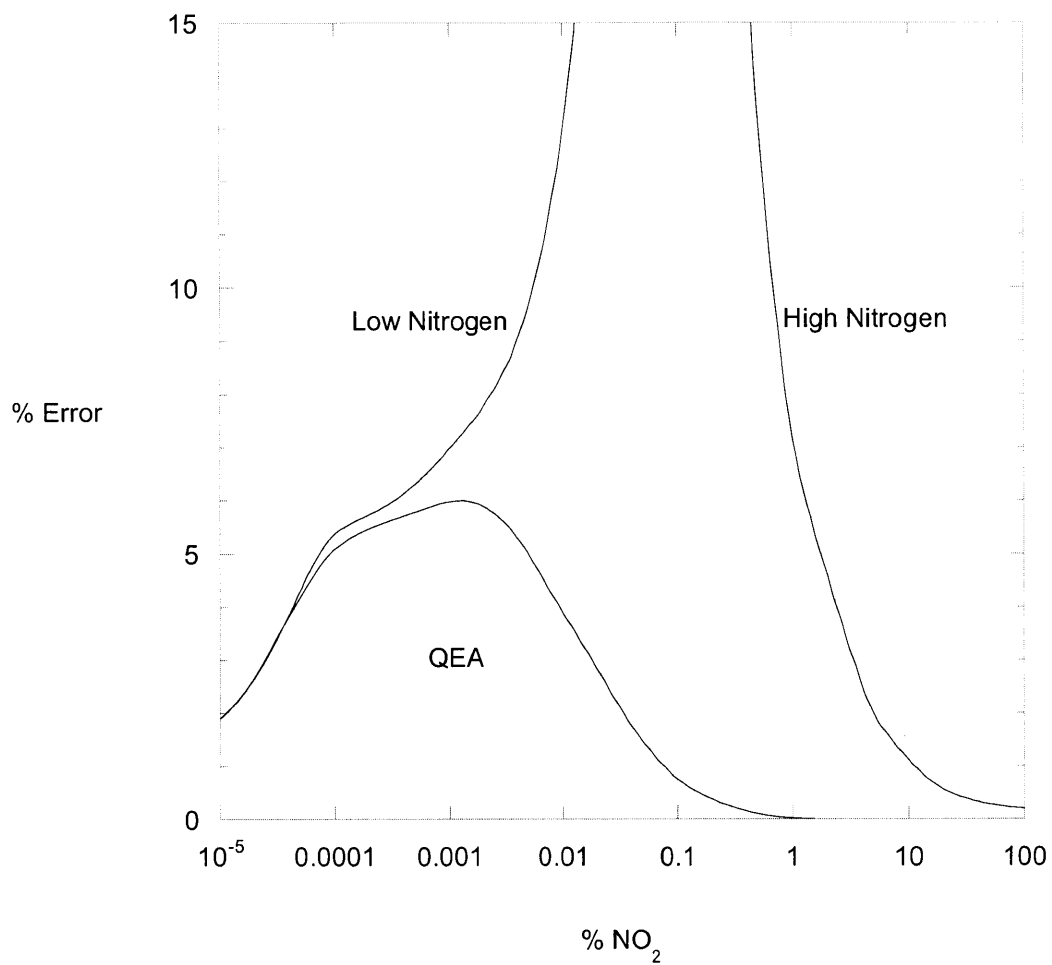 15
10
Low Nitrogen
High Nitrogen
% Error
5
QEA
0
10⁻⁵ 0.0001 0.001 0.01 0.1 1 10 100
% NO₂